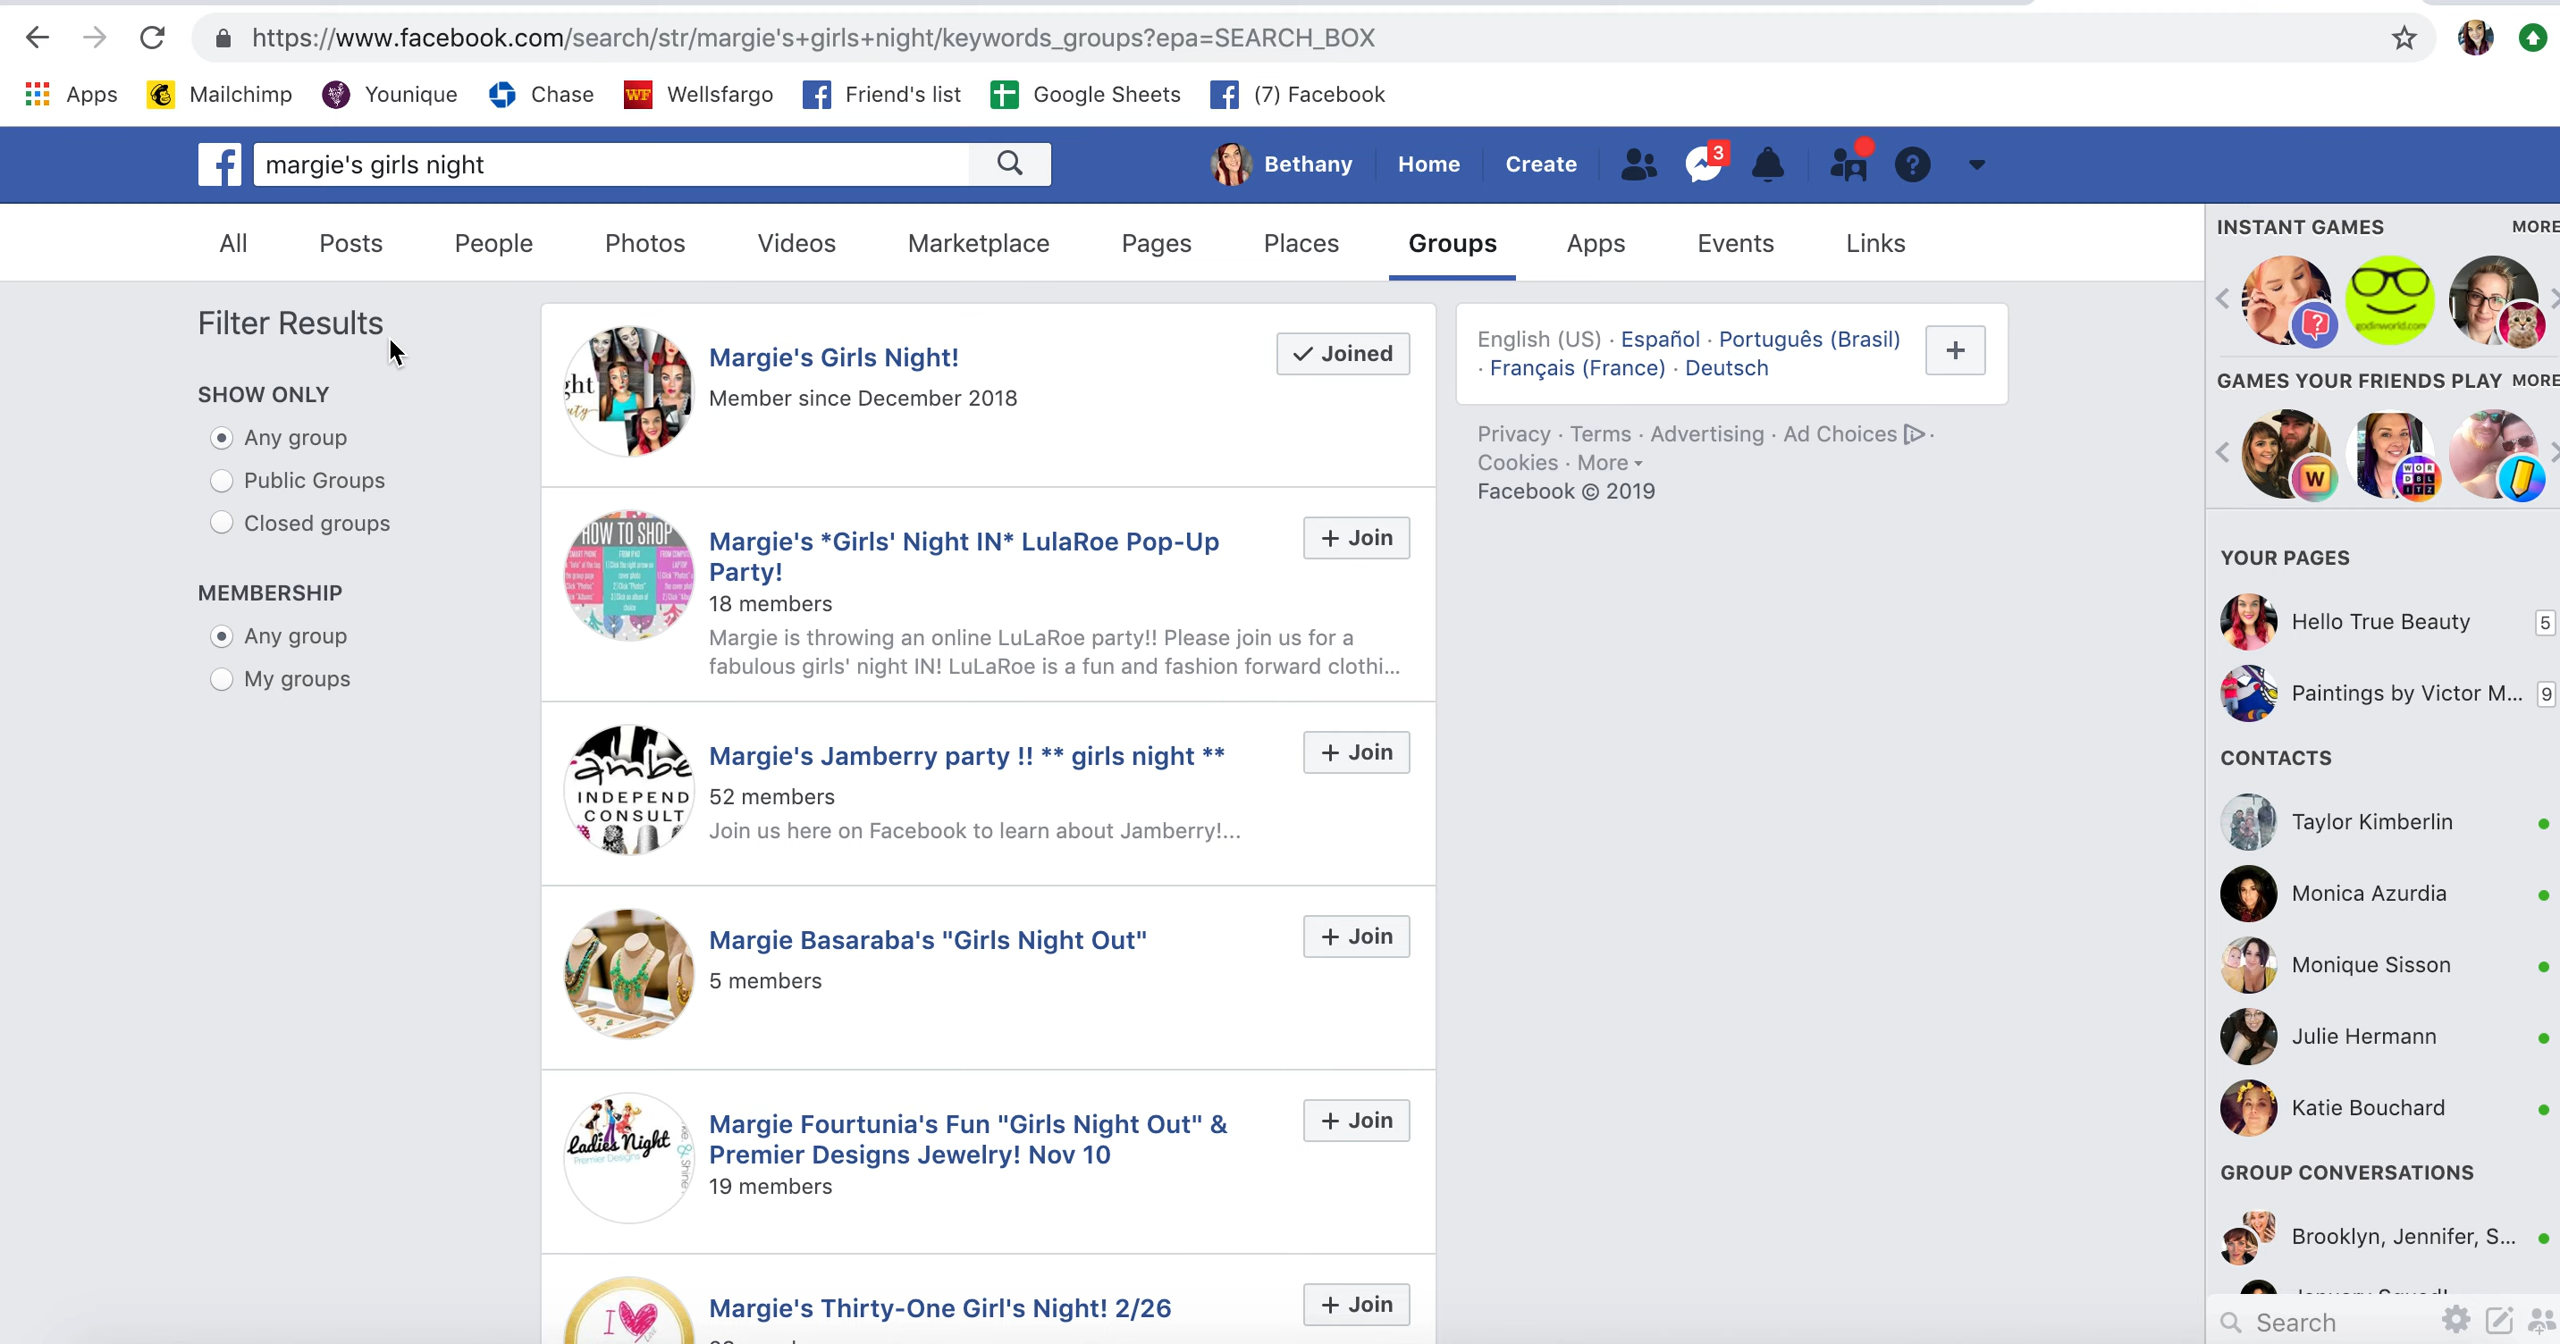 https://www.facebook.com/search/str/margie's+girls+night/keywords_groups?epa=SEARCH_BOX
Apps Mailchimp Younique Chase WF Wellsfargo Friend's list Google Sheets (7) Facebook
margie's girls night
Bethany Home Create 3
All Posts People Photos Videos Marketplace Pages Places Groups Apps Events Links
Filter Results
SHOW ONLY
Any group
Public Groups
Closed groups
MEMBERSHIP
Any group
My groups
Margie's Girls Night!
Joined
Member since December 2018
HOW TO SHOP
Margie's *Girls' Night IN* LulaRoe Pop-Up
Party!
+ Join
18 members
Margie is throwing an online LuLaRoe party!! Please join us for a
fabulous girls' night IN! LuLaRoe is a fun and fashion forward clothi...
INDEPEND
CONSULT
Margie's Jamberry party !! ** girls night **
+ Join
52 members
Join us here on Facebook to learn about Jamberry!...
Margie Basaraba's "Girls Night Out"
+ Join
5 members
Ladies Night
Premier Designs
Margie Fourtunia's Fun "Girls Night Out" &
Premier Designs Jewelry! Nov 10
+ Join
19 members
I
Margie's Thirty-One Girl's Night! 2/26
+ Join
English (US) · Español · Português (Brasil)
· Français (France) · Deutsch
+
Privacy · Terms · Advertising · Ad Choices ·
Cookies · More
Facebook © 2019
INSTANT GAMES MORE
godinworld.com
GAMES YOUR FRIENDS PLAY MORE
W
YOUR PAGES
Hello True Beauty 5
Paintings by Victor M... 9
CONTACTS
Taylor Kimberlin
Monica Azurdia
Monique Sisson
Julie Hermann
Katie Bouchard
GROUP CONVERSATIONS
Brooklyn, Jennifer, S...
Search